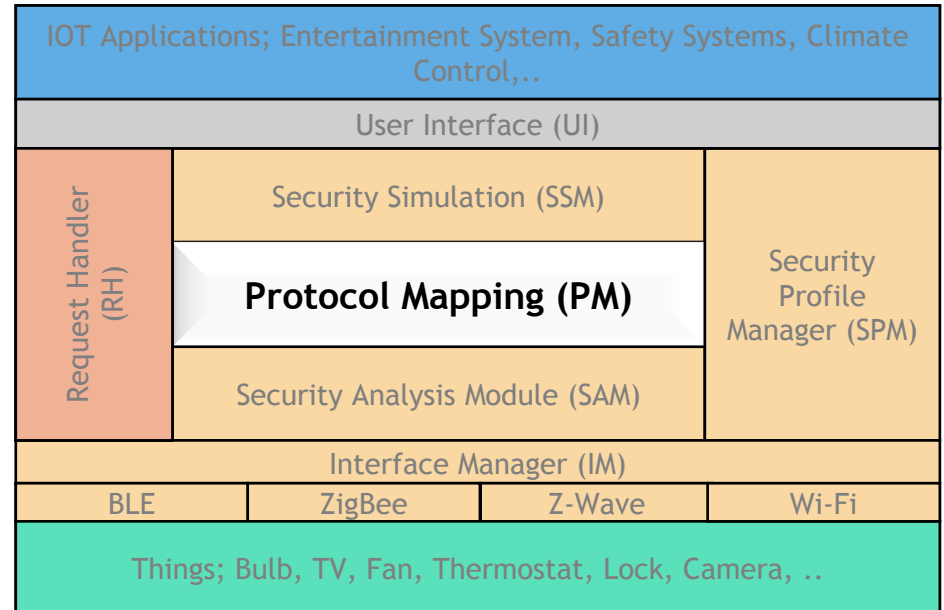 IOT Applications; Entertainment System, Safety Systems, Climate
Control,..
User Interface (UI)
Request Handler
(RH)
Security Simulation (SSM)
Protocol Mapping (PM)
Security Analysis Module (SAM)
Security
Profile
Manager (SPM)
Interface Manager (IM)
BLE
ZigBee
Z-Wave
Wi-Fi
Things; Bulb, TV, Fan, Thermostat, Lock, Camera, ..